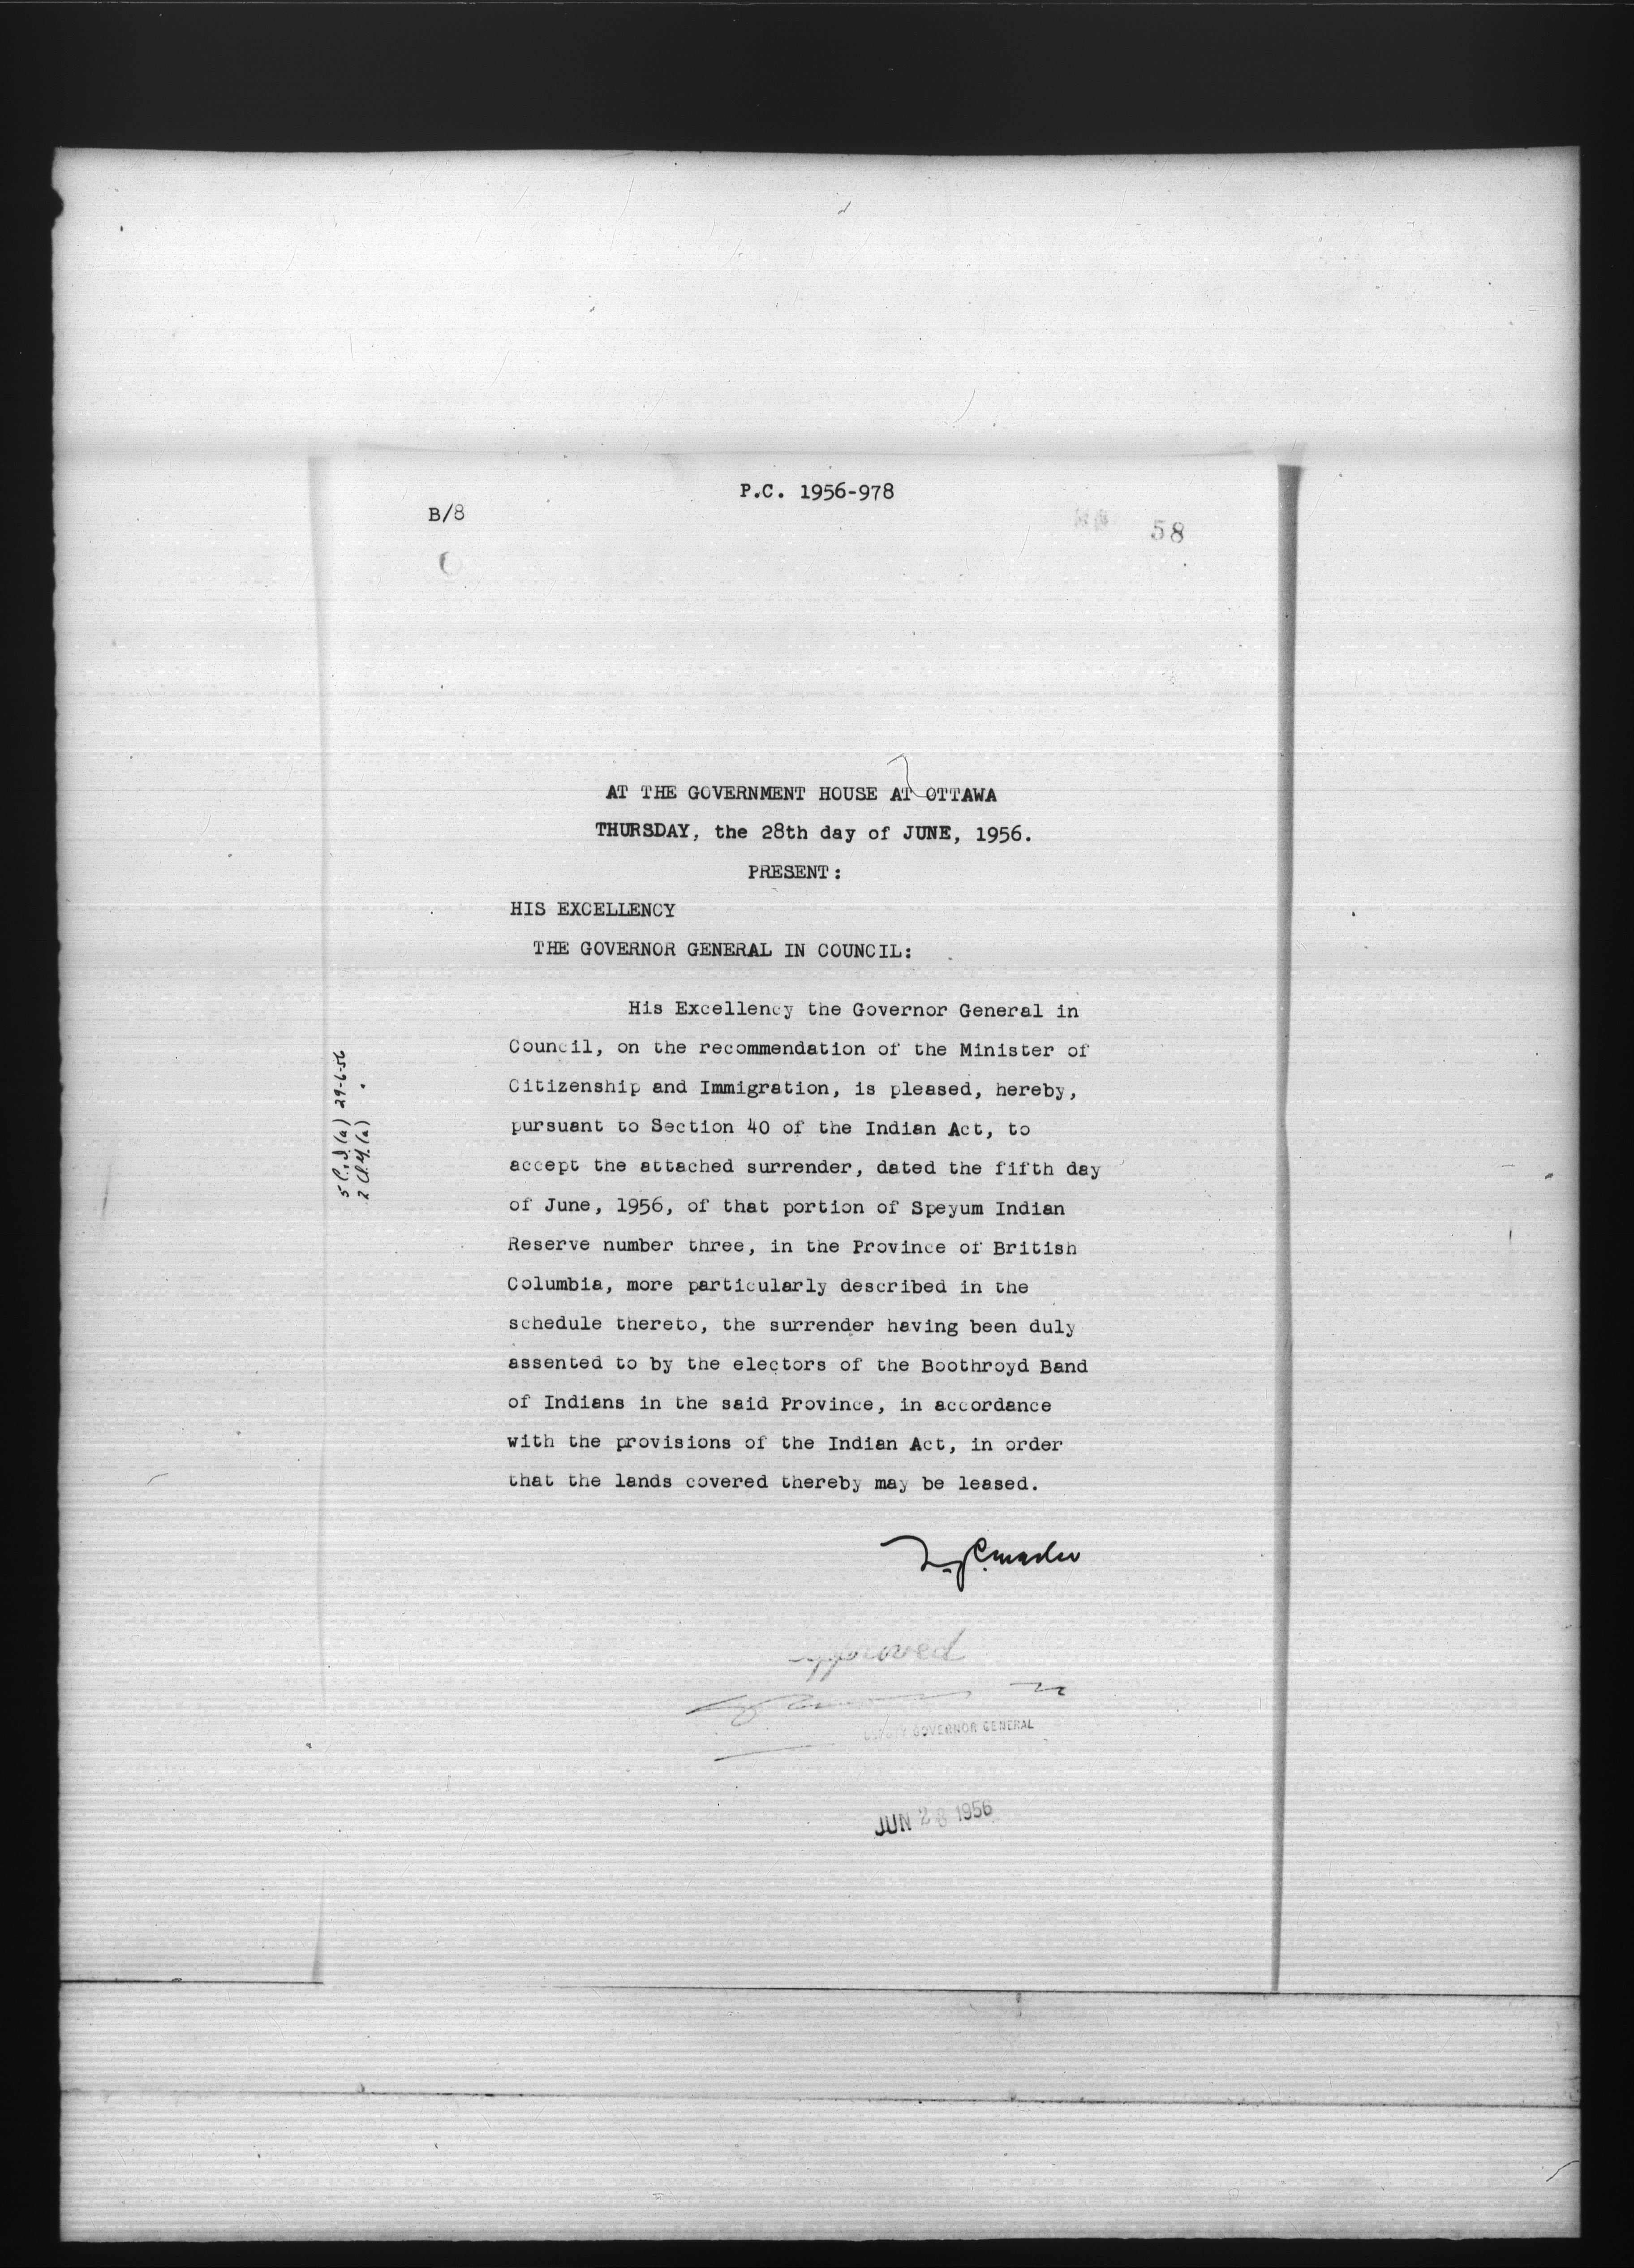 P.C. 1956-978
B/8
58
AT THE GOVERNMENT HOUSE AT OTTAWA
THURSDAY, the 28th day of JUNE, 1956.
PRESENT:
HIS EXCELLENCY
THE GOVERNOR GENERAL IN COUNCIL:
His Excellency the Governor General in
Council, on the recommendation of the Minister of
Citizenship and Immigration, is pleased, hereby,
pursuant to Section 40 of the Indian Act, to
accept the attached surrender, dated the fifth day
of June, 1956, of that portion of Speyum Indian
Reserve number three, in the Province of British
Columbia, more particularly described in the
schedule thereto, the surrender having been duly
assented to by the electors of the Boothroyd Band
of Indians in the said Province, in accordance
with the provisions of the Indian Act, in order
that the lands covered thereby may be leased.
Approved
DEPUTY GOVERNOR GENERAL
JUN 28 1956
29-6-56